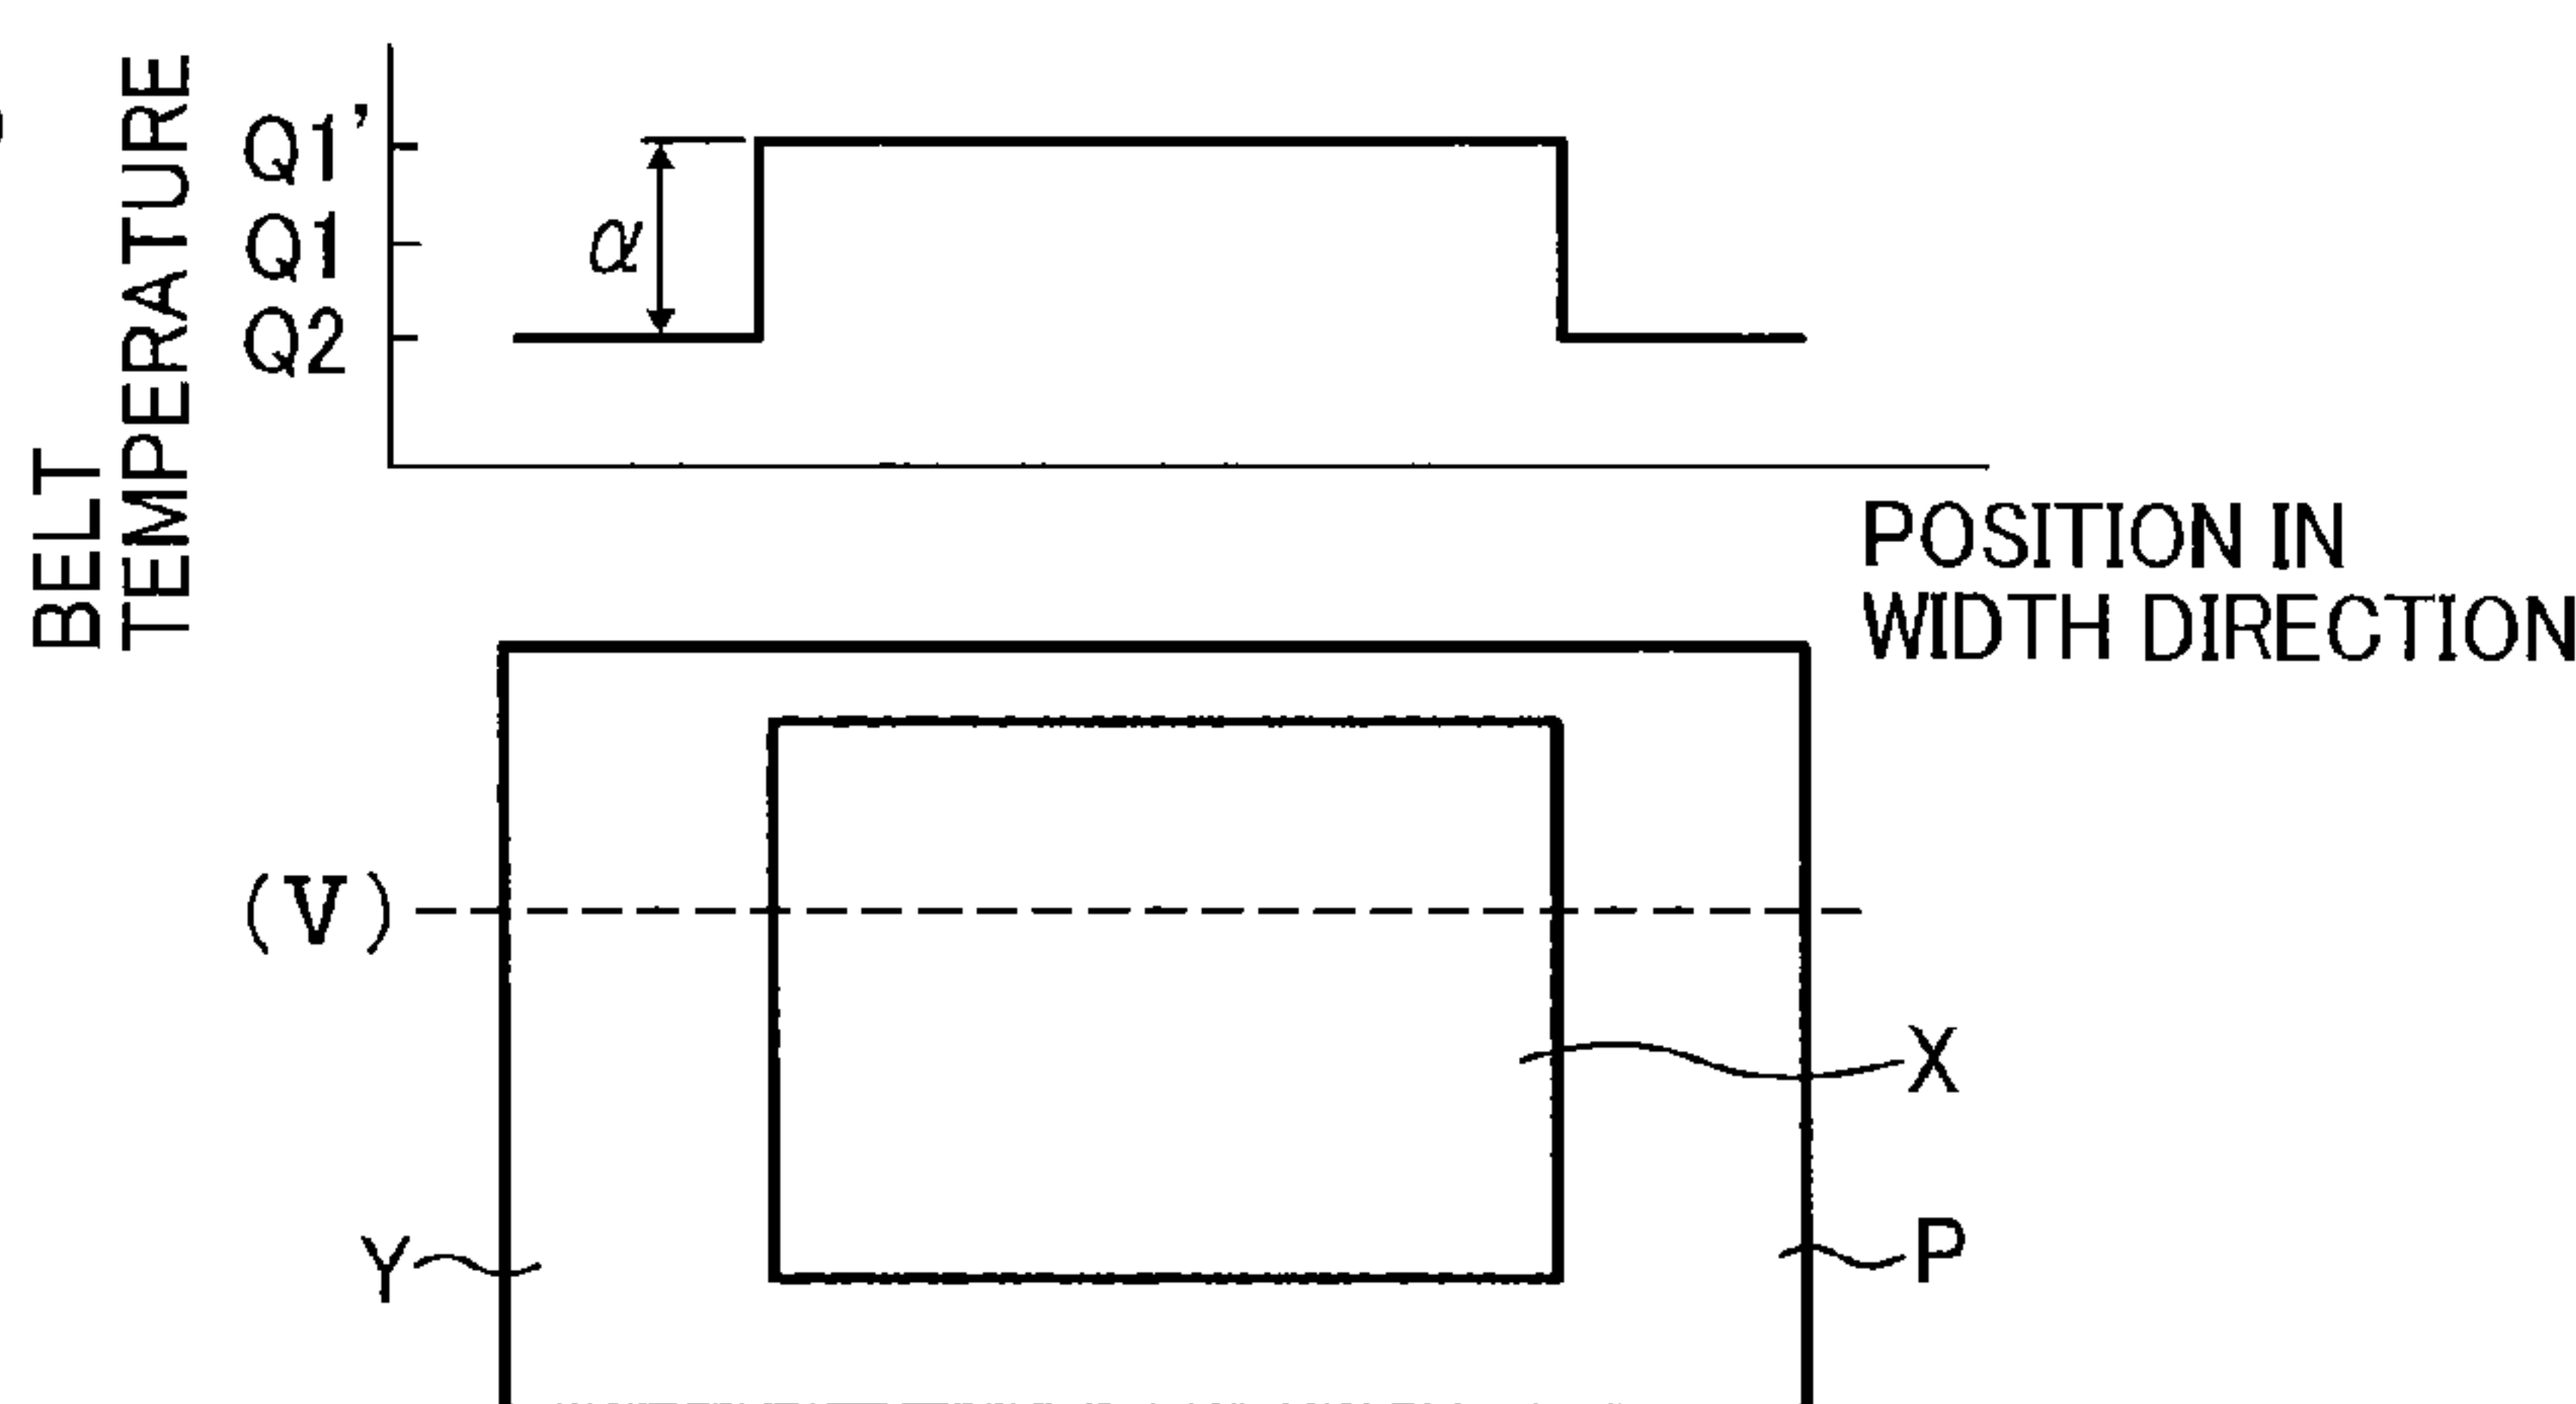 BELT
TEMPERATURE
Q1’
Q1
Q2
α
POSITION IN
WIDTH DIRECTION
(V)
X
Y
P